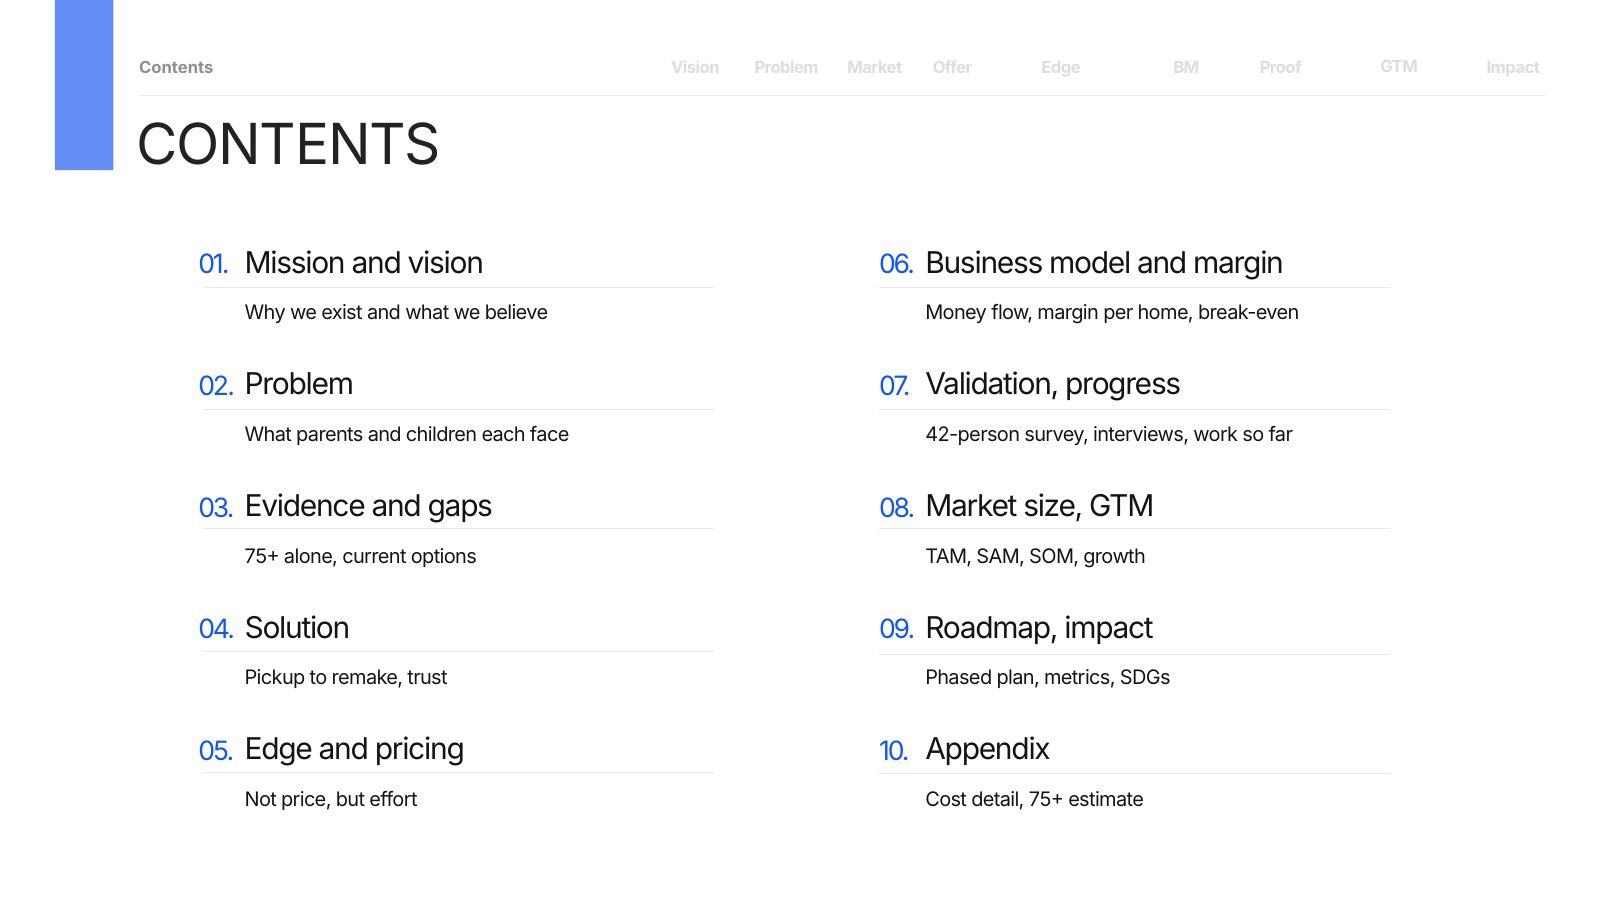 Contents
Vision Problem Market Offer Edge BM Proof GTM Impact
CONTENTS
01. Mission and vision
Why we exist and what we believe
02. Problem
What parents and children each face
03. Evidence and gaps
75+ alone, current options
04. Solution
Pickup to remake, trust
05. Edge and pricing
Not price, but effort
06. Business model and margin
Money flow, margin per home, break-even
07. Validation, progress
42-person survey, interviews, work so far
08. Market size, GTM
TAM, SAM, SOM, growth
09. Roadmap, impact
Phased plan, metrics, SDGs
10. Appendix
Cost detail, 75+ estimate